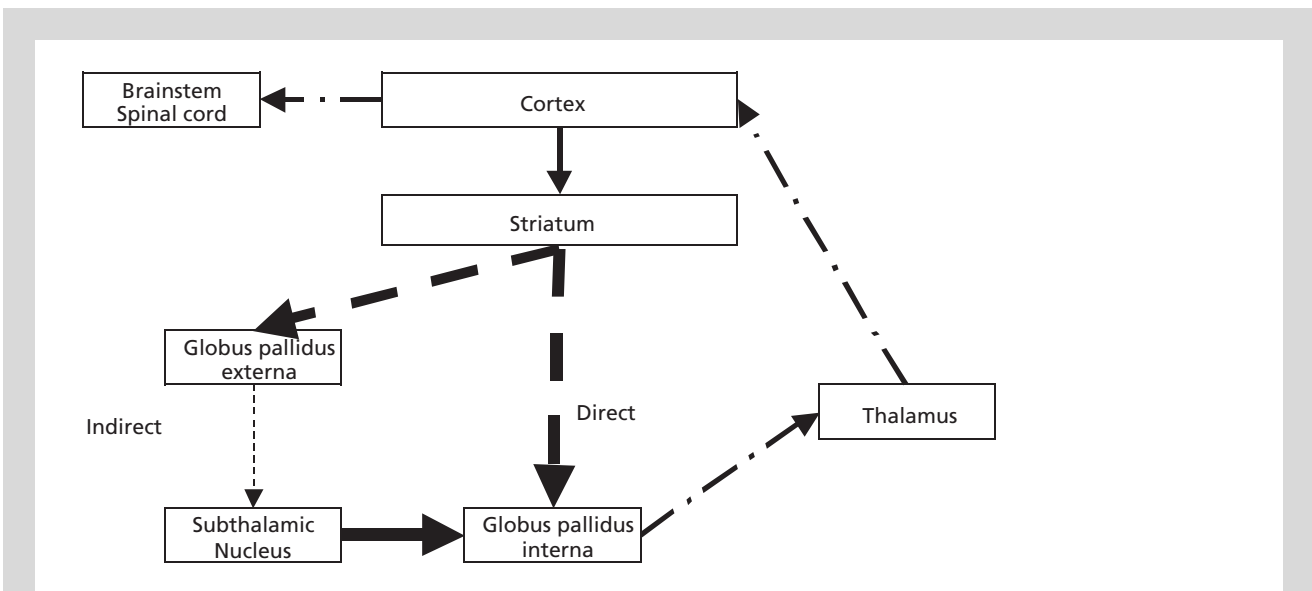 Brainstem
Spinal cord
Cortex
Striatum
Globus pallidus
externa
Indirect
Direct
Thalamus
Subthalamic
Nucleus
Globus pallidus
interna